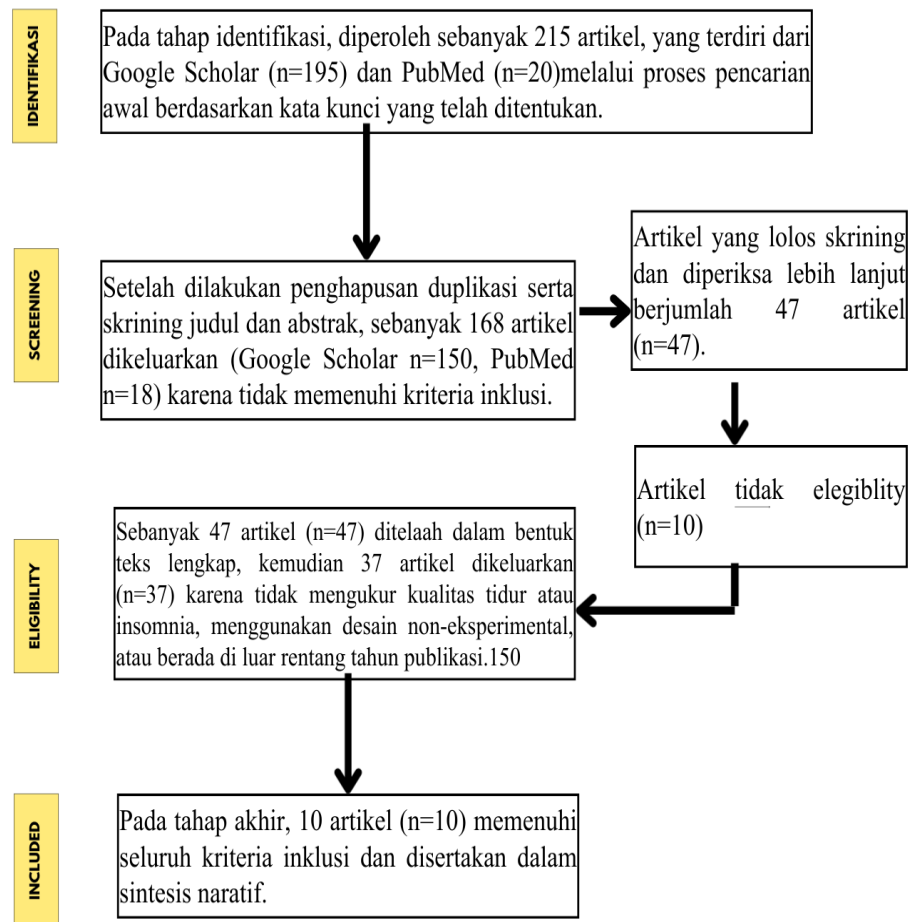 IDENTIFIKASI
Pada tahap identifikasi, diperoleh sebanyak 215 artikel, yang terdiri dari
Google Scholar (n=195) dan PubMed (n=20)melalui proses pencarian
awal berdasarkan kata kunci yang telah ditentukan.
SCREENING
Setelah dilakukan penghapusan duplikasi serta
skrining judul dan abstrak, sebanyak 168 artikel
dikeluarkan (Google Scholar n=150, PubMed
n=18) karena tidak memenuhi kriteria inklusi.
Artikel yang lolos skrining
dan diperiksa lebih lanjut
berjumlah 47 artikel
(n=47).
Artikel tidak elegiblity
(n=10)
ELIGIBILITY
Sebanyak 47 artikel (n=47) ditelaah dalam bentuk
teks lengkap, kemudian 37 artikel dikeluarkan
(n=37) karena tidak mengukur kualitas tidur atau
insomnia, menggunakan desain non-eksperimental,
atau berada di luar rentang tahun publikasi.150
INCLUDED
Pada tahap akhir, 10 artikel (n=10) memenuhi
seluruh kriteria inklusi dan disertakan dalam
sintesis naratif.